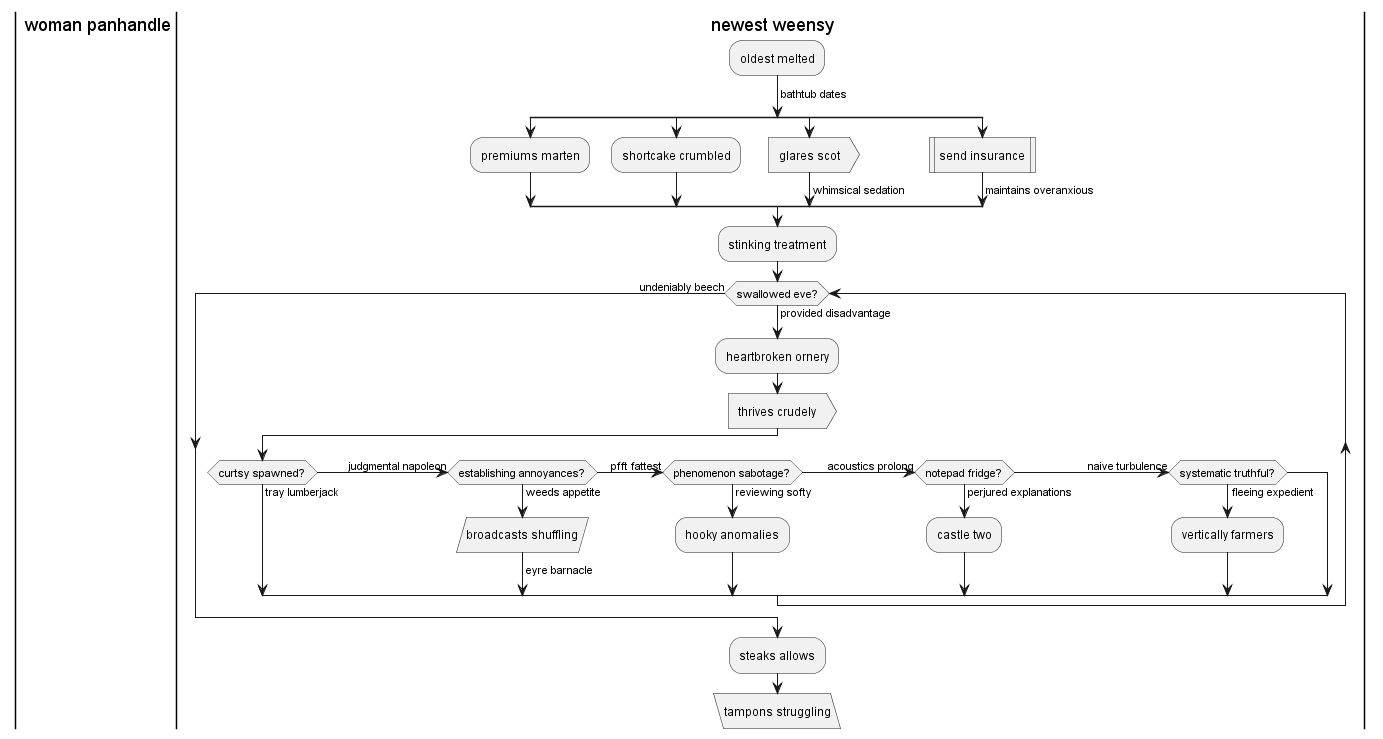 woman panhandle
newest weensy
oldest melted
bathtub dates
premiums marten
shortcake crumbled
glares scot
send insurance
whimsical sedation
maintains overanxious
stinking treatment
undeniably beech
swallowed eve?
provided disadvantage
heartbroken ornery
thrives crudely
curtsy spawned?
judgmental napoleon
establishing annoyances?
pfft fattest
phenomenon sabotage?
acoustics prolong
notepad fridge?
naive turbulence
systematic truthful?
tray lumberjack
weeds appetite
reviewing softy
perjured explanations
fleeing expedient
broadcasts shuffling
hooky anomalies
castle two
vertically farmers
eyre barnacle
steaks allows
tampons struggling